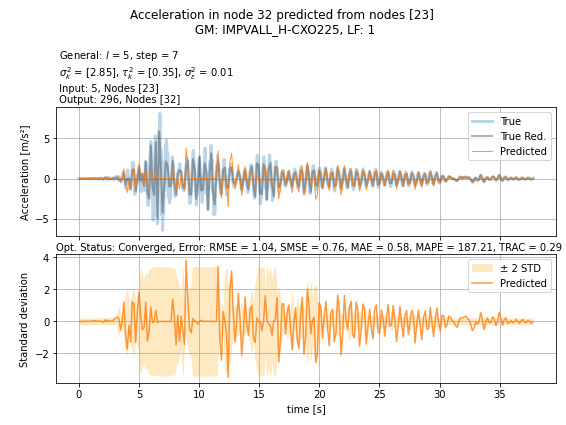 Acceleration in node 32 predicted from nodes [23]
GM: IMPVALL_H-CXO225, LF: 1
General: l = 5, step = 7
σ²ₖ = [2.85], τ²ₖ = [0.35], σ²ε = 0.01
Input: 5, Nodes [23]
Output: 296, Nodes [32]
True
True Red.
Predicted
Acceleration [m/s²]
5
0
−5
Opt. Status: Converged, Error: RMSE = 1.04, SMSE = 0.76, MAE = 0.58, MAPE = 187.21, TRAC = 0.29
± 2 STD
Predicted
Standard deviation
4
2
0
−2
0 5 10 15 20 25 30 35
time [s]